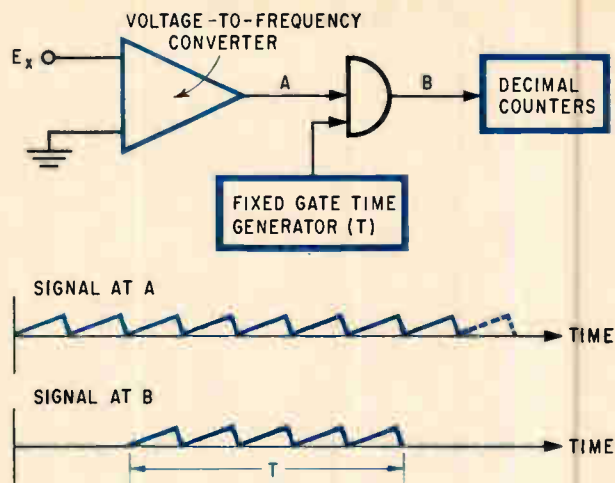 VOLTAGE-TO-FREQUENCY
CONVERTER
Ex
A
B
DECIMAL
COUNTERS
FIXED GATE TIME
GENERATOR (T)
SIGNAL AT A
TIME
SIGNAL AT B
TIME
T